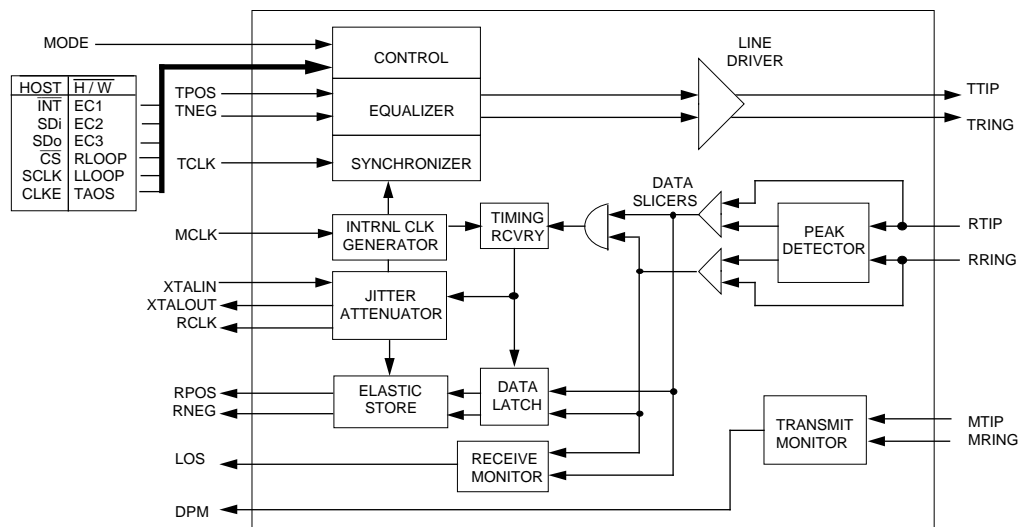 MODE
HOST H / W
INT EC1
SDi EC2
SDo EC3
CS RLOOP
SCLK LLOOP
CLKE TAOS
TPOS
TNEG
TCLK
MCLK
XTALIN
XTALOUT
RCLK
RPOS
RNEG
LOS
DPM
CONTROL
EQUALIZER
SYNCHRONIZER
INTRNL CLK
GENERATOR
JITTER
ATTENUATOR
ELASTIC
STORE
TIMING
RCVRY
DATA
LATCH
RECEIVE
MONITOR
LINE
DRIVER
DATA
SLICERS
PEAK
DETECTOR
TRANSMIT
MONITOR
TTIP
TRING
RTIP
RRING
MTIP
MRING